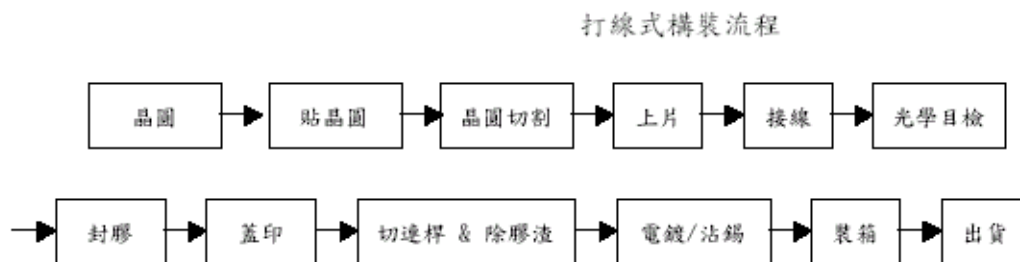 打線式構裝流程
晶圓 貼晶圓 晶圓切割 上片 接線 光學目檢
封膠 蓋印 切連桿 & 除膠渣 電鍍/沾錫 裝箱 出貨